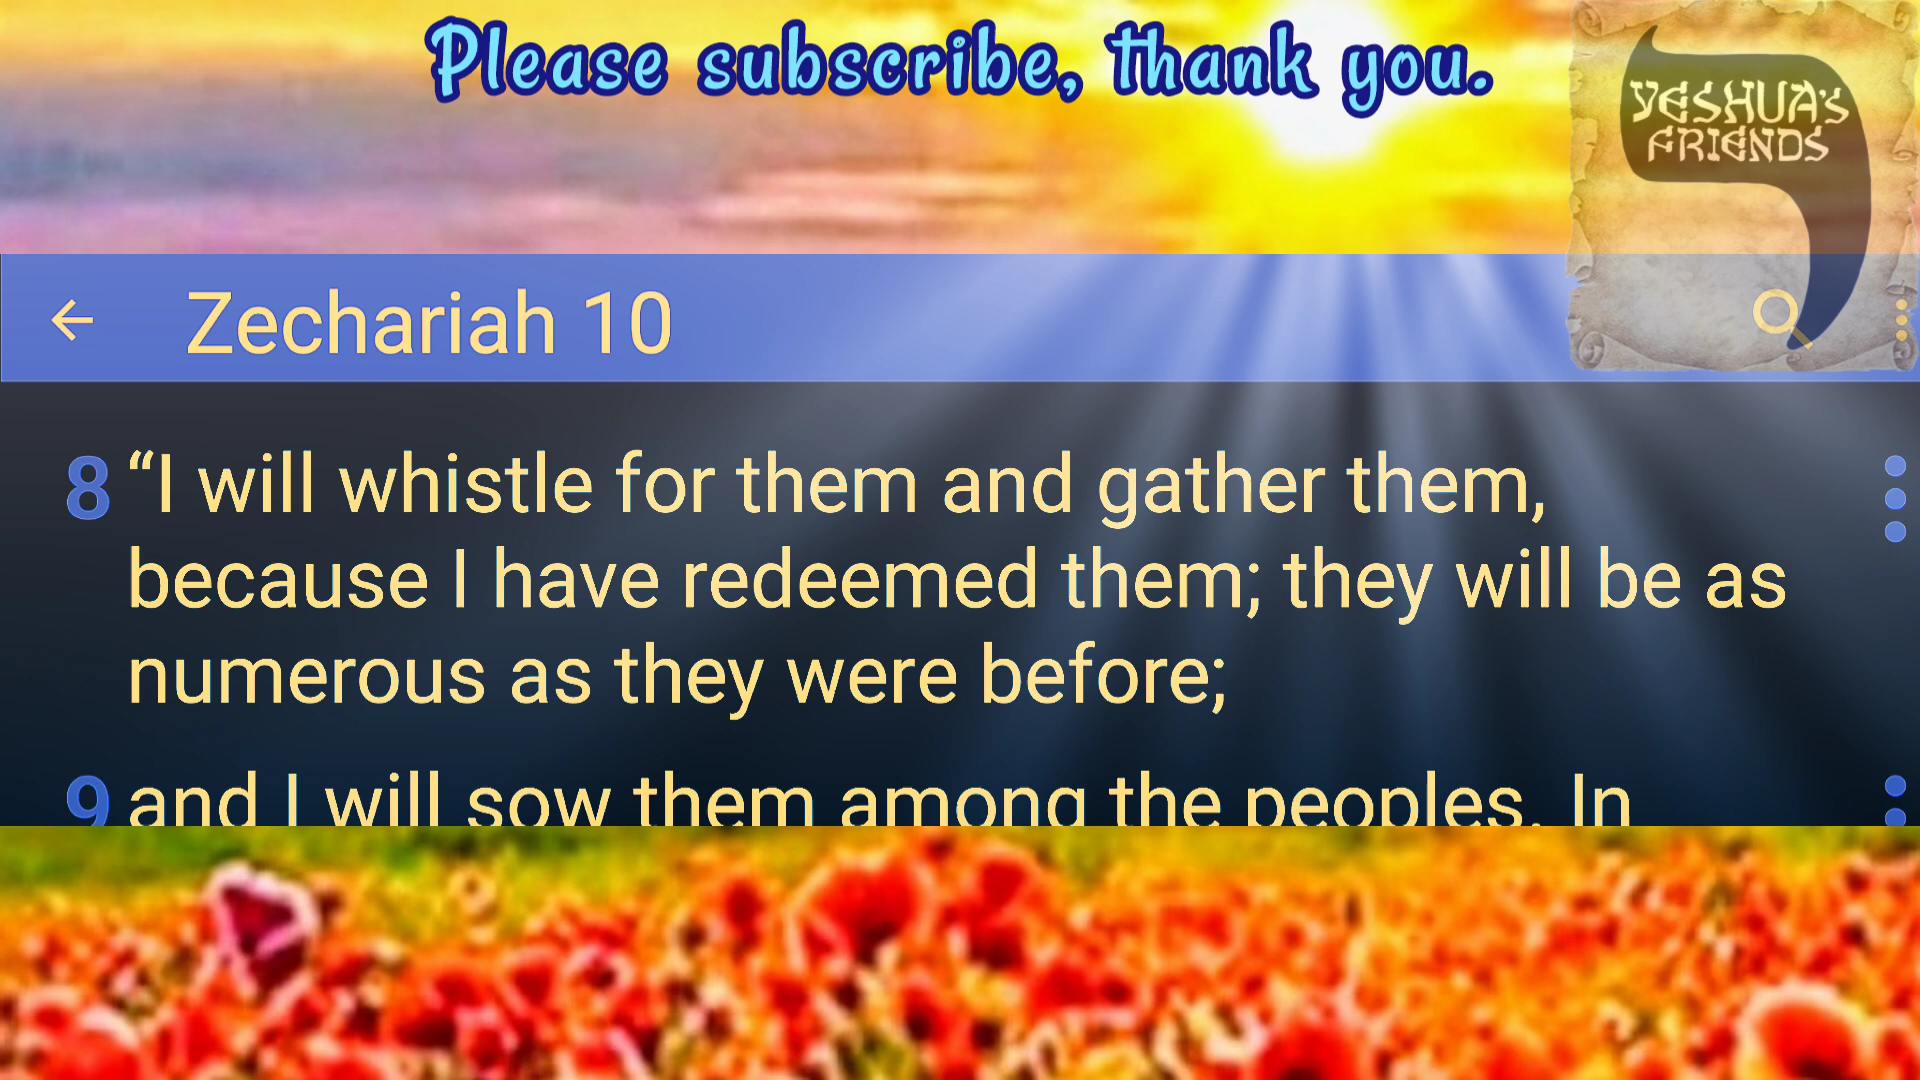 Please subscribe, thank you.
YESHUA's
FRIENDS
Zechariah 10
8 “I will whistle for them and gather them,
because I have redeemed them; they will be as
numerous as they were before;
9 and I will sow them among the peoples. In